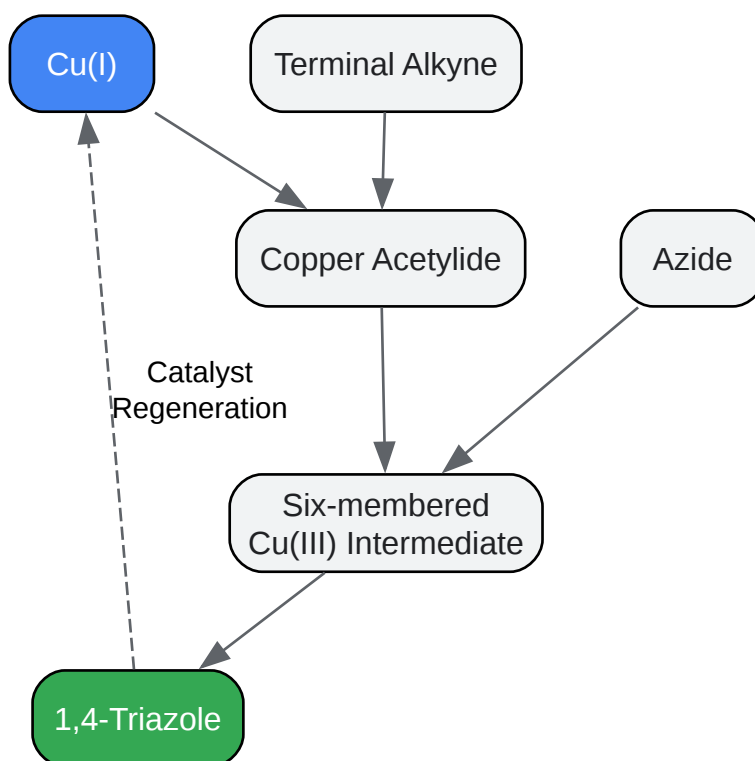 Cu(I)
Terminal Alkyne
Copper Acetylide
Azide
Catalyst
Regeneration
Six-membered
Cu(III) Intermediate
1,4-Triazole